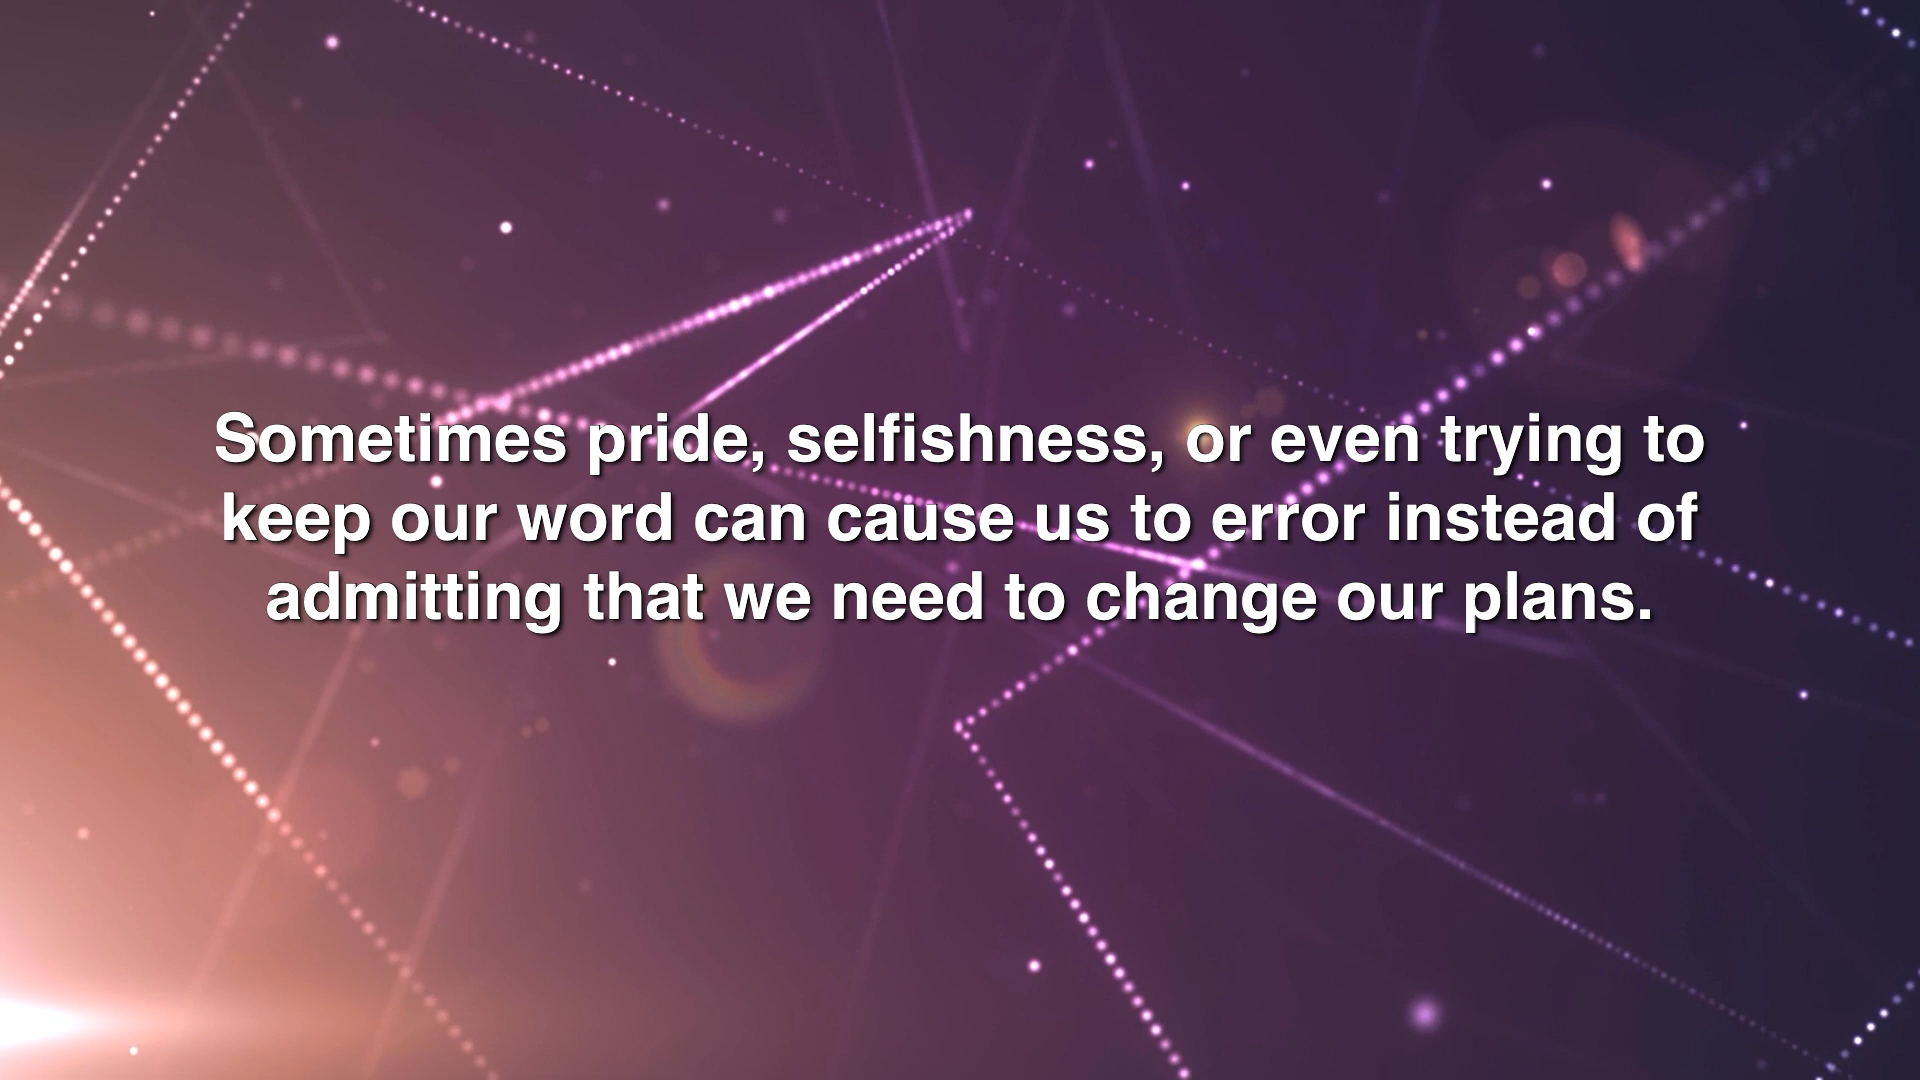 Sometimes pride, selfishness, or even trying to
keep our word can cause us to error instead of
admitting that we need to change our plans.